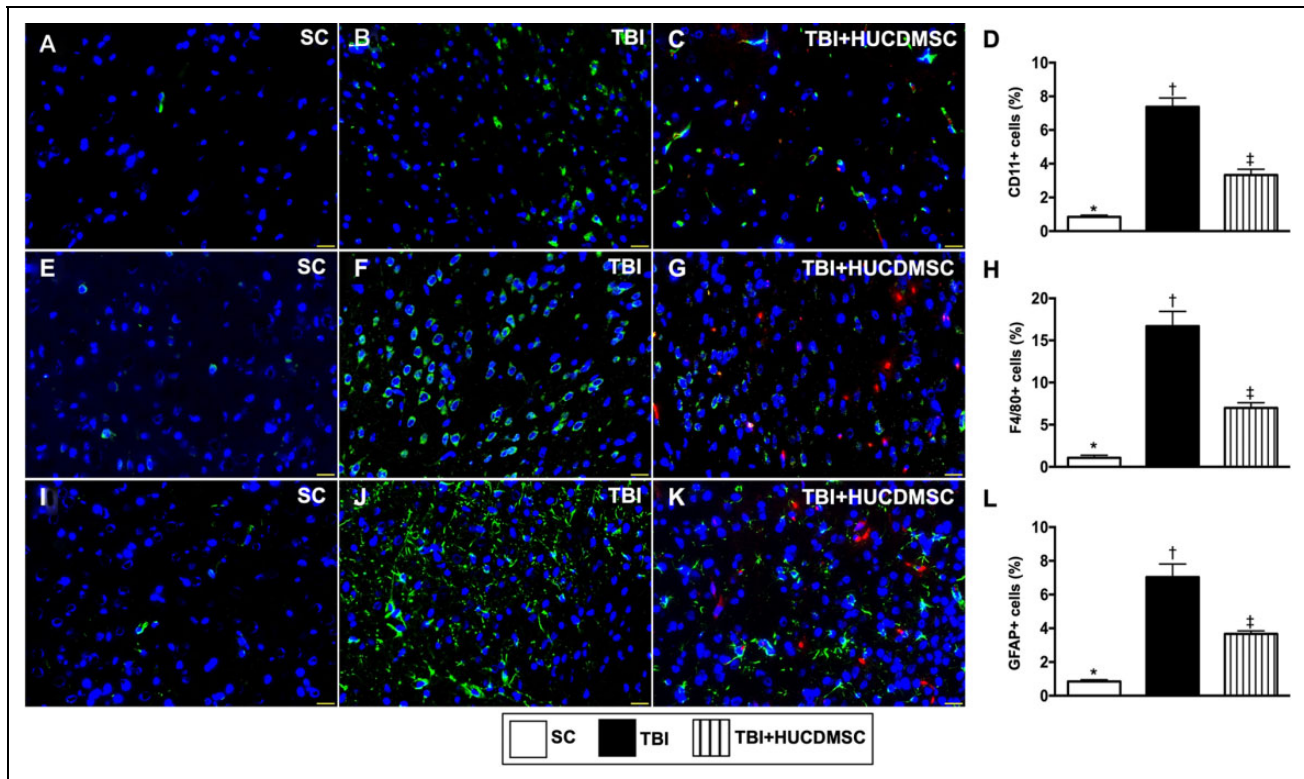 A SC
B TBI
C TBI+HUCDMSC
D
10
8
6
4
2
0
CD11+ cells (%)
*
†
‡
E SC
F TBI
G TBI+HUCDMSC
H
20
15
10
5
0
F4/80+ cells (%)
*
†
‡
I SC
J TBI
K TBI+HUCDMSC
L
10
8
6
4
2
0
GFAP+ cells (%)
*
†
‡
SC TBI TBI+HUCDMSC